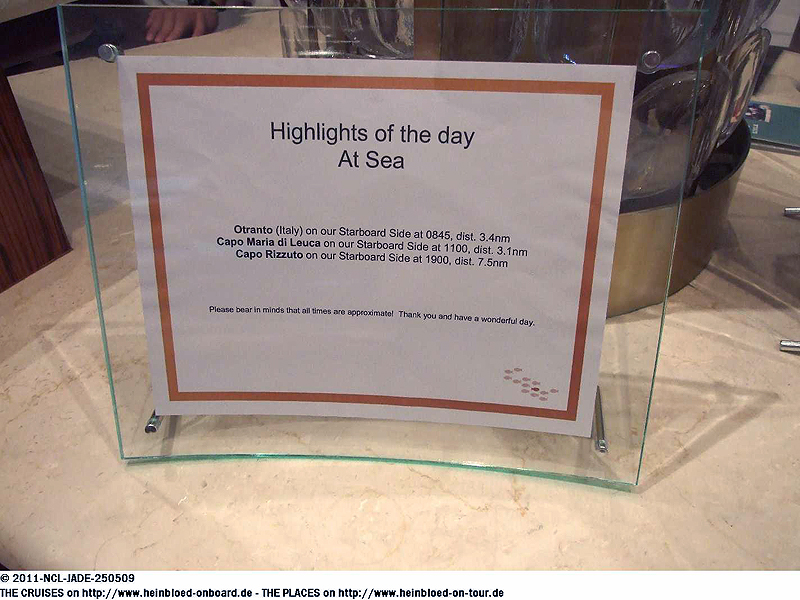 Highlights of the day
At Sea
Otranto (Italy) on our Starboard Side at 0845, dist. 3.4nm
Capo Maria di Leuca on our Starboard Side at 1100, dist. 3.1nm
Capo Rizzuto on our Starboard Side at 1900, dist. 7.5nm
Please bear in minds that all times are approximate! Thank you and have a wonderful day.
© 2011-NCL-JADE-250509
THE CRUISES on http://www.heinbloed-onboard.de - THE PLACES on http://www.heinbloed-on-tour.de